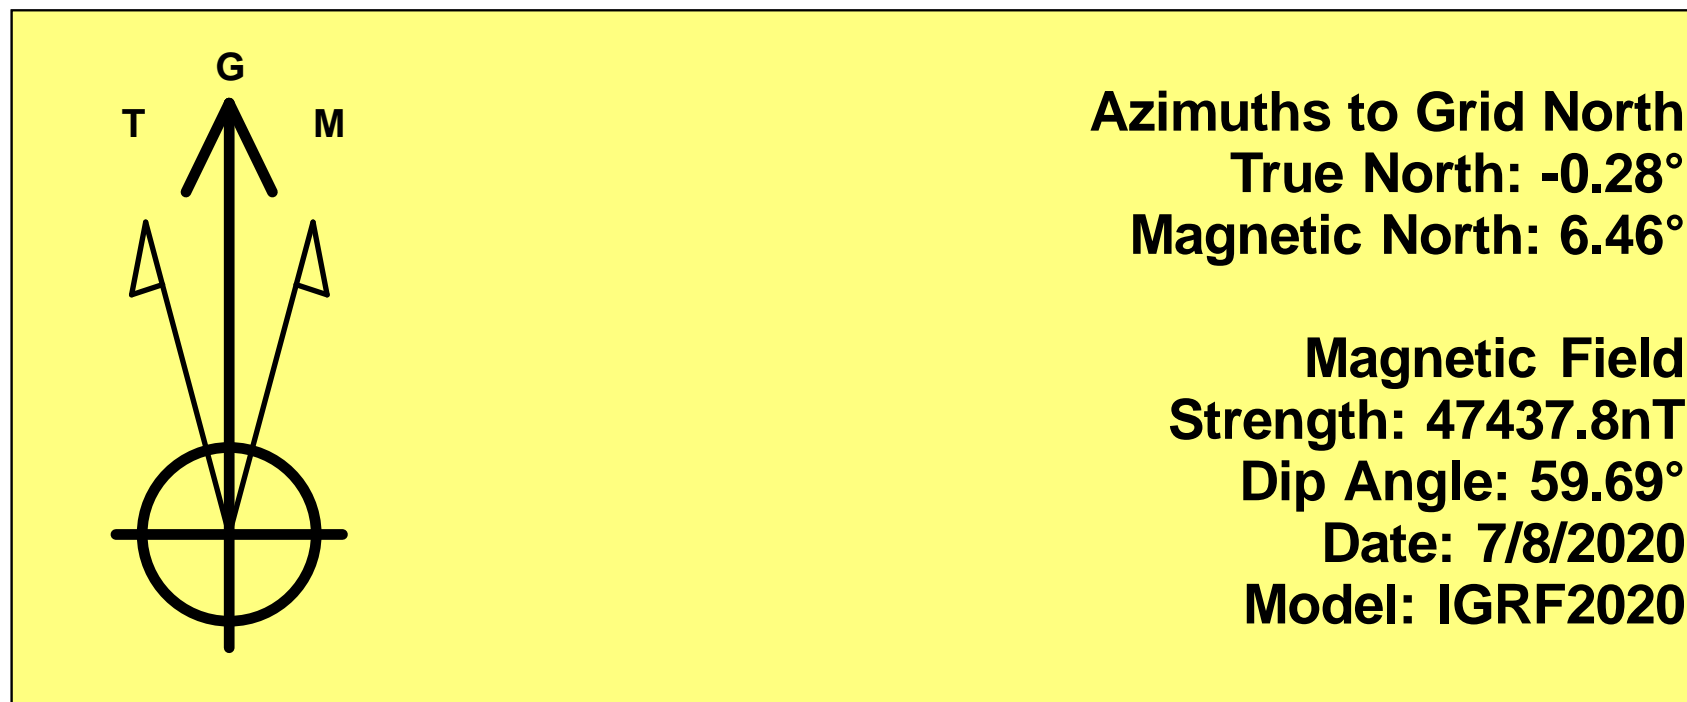 G
T M
Azimuths to Grid North
True North: -0.28°
Magnetic North: 6.46°
Magnetic Field
Strength: 47437.8nT
Dip Angle: 59.69°
Date: 7/8/2020
Model: IGRF2020